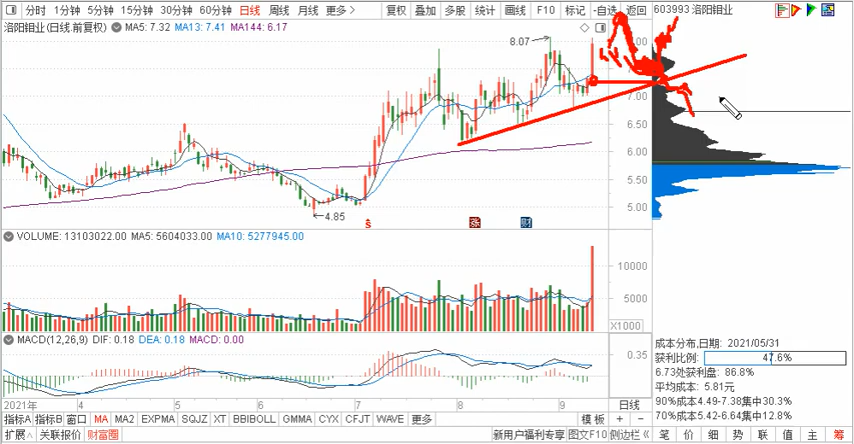 分时 1分钟 5分钟 15分钟 30分钟 60分钟 日线 周线 月线 更多 复权 叠加 多股 统计 画线 F10 标记 -自选 返回 603993 洛阳钼业
洛阳钼业(日线.前复权) MA5: 7.32 MA13: 7.41 MA144: 6.17
8.07
7.00
6.50
6.00
5.50
5.00
4.85
涨
财
VOLUME: 13103022.00 MA5: 5604033.00 MA10: 5277945.00
10000
5000
X1000
MACD(12,26,9) DIF: 0.18 DEA: 0.18 MACD: 0.00
0.35
成本分布,日期: 2021/05/31
获利比例: 47.6%
6.73处获利盘: 86.8%
平均成本: 5.81元
90%成本4.49-7.38集中30.3%
70%成本5.42-6.64集中12.8%
2021年 4 5 6 7 8 9 日线
指标A 指标B 窗口 MA MA2 EXPMA SQJZ XT BBIBOLL GMMA CYX CFJT WAVE 更多 模板 + −
扩展∧ 关联报价 财富圈 新用户福利专享 图文F10 侧边栏 笔 价 细 势 联 值 主 筹